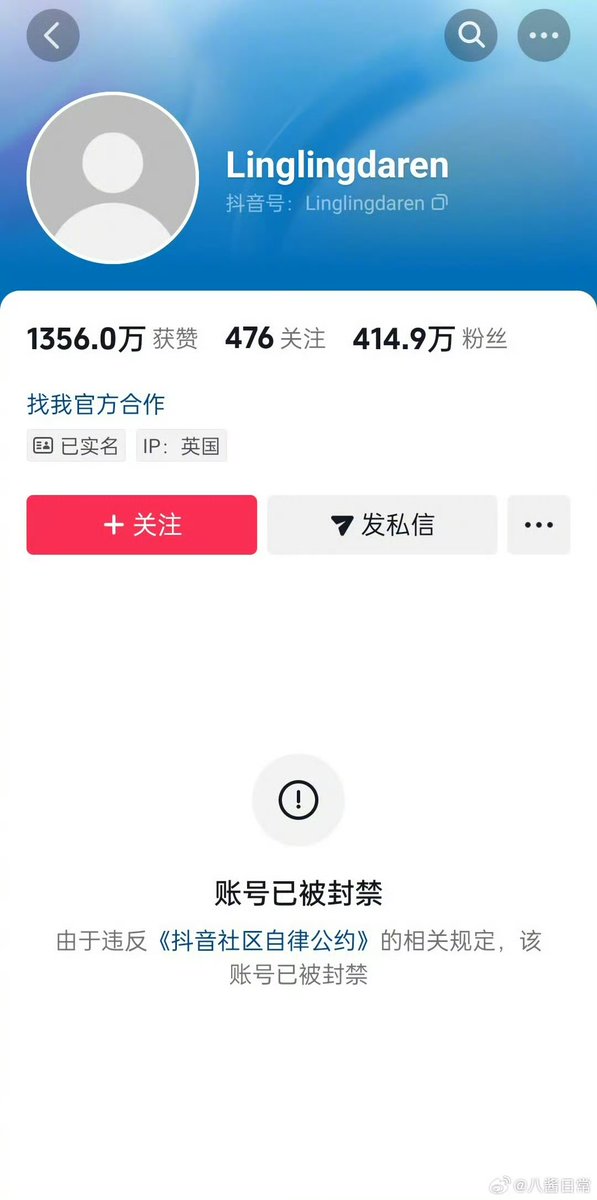 Linglingdaren
抖音号：Linglingdaren
1356.0万 获赞 476 关注 414.9万 粉丝
找我官方合作
已实名 IP：英国
关注 发私信
账号已被封禁
由于违反《抖音社区自律公约》的相关规定，该
账号已被封禁
@八酱日常